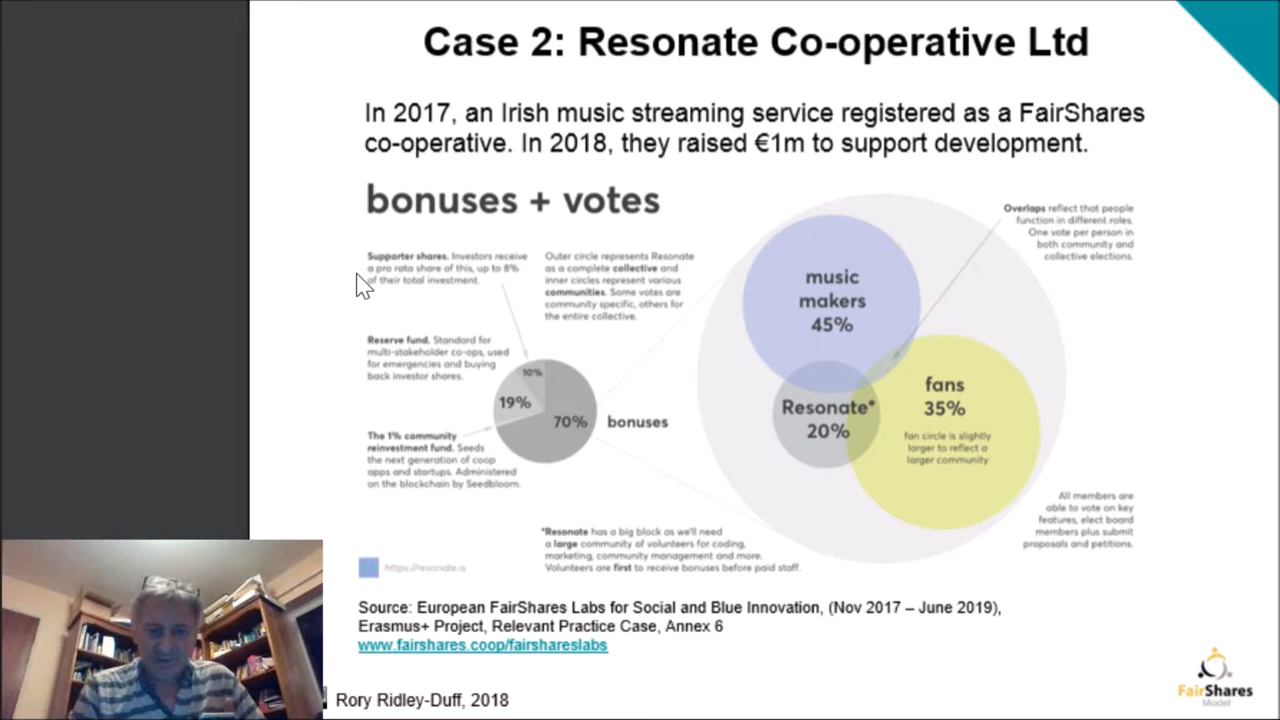 Case 2: Resonate Co-operative Ltd
In 2017, an Irish music streaming service registered as a FairShares
co-operative. In 2018, they raised €1m to support development.
bonuses + votes
Supporter shares. Investors receive
a pro rata share of this, up to 8%
of their total investment.
Outer circle represents Resonate
as a complete collective and
inner circles represent various
communities. Some votes are
community specific, others for
the entire collective.
Overlaps reflect that people
function in different roles.
One vote per person in
both community and
collective elections.
music
makers
45%
Reserve fund. Standard for
multi-stakeholder co-ops, used
for emergencies and buying
back investor shares.
10%
19%
70%
bonuses
Resonate*
20%
fans
35%
fan circle is slightly
larger to reflect a
larger community
The 1% community
reinvestment fund. Seeds
the next generation of coop
apps and startups. Administered
on the blockchain by Seedbloom.
All members are
able to vote on key
features, elect board
members plus submit
proposals and petitions.
*Resonate has a big block as we'll need
a large community of volunteers for coding,
marketing, community management and more.
Volunteers are first to receive bonuses before paid staff.
https://resonate.is
Source: European FairShares Labs for Social and Blue Innovation, (Nov 2017 – June 2019),
Erasmus+ Project, Relevant Practice Case, Annex 6
www.fairshares.coop/fairshareslabs
Rory Ridley-Duff, 2018
FairShares
Model